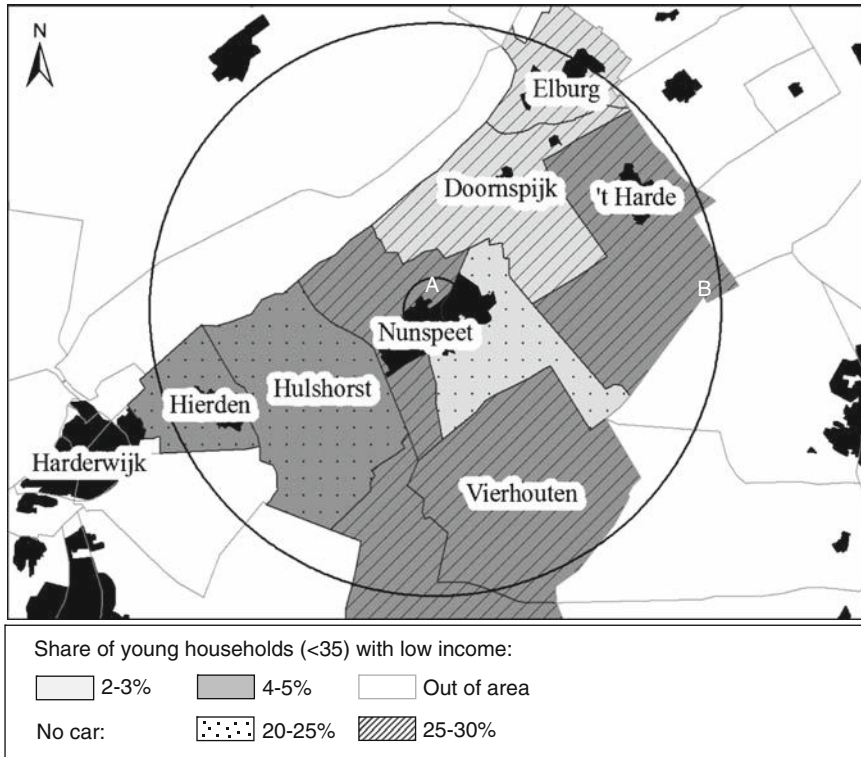 N
Elburg
Doornspijk
't Harde
A
B
Nunspeet
Hierden
Hulshorst
Harderwijk
Vierhouten
Share of young households (<35) with low income:
2-3% 4-5% Out of area
No car: 20-25% 25-30%